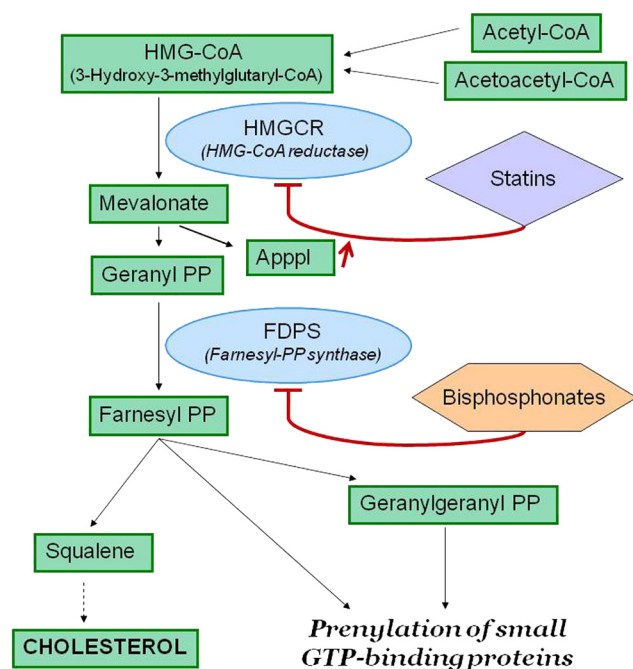 HMG-CoA
(3-Hydroxy-3-methylglutaryl-CoA)
Acetyl-CoA
Acetoacetyl-CoA
HMGCR
(HMG-CoA reductase)
Statins
Mevalonate
ApppI
Geranyl PP
FDPS
(Farnesyl-PP synthase)
Bisphosphonates
Farnesyl PP
Geranylgeranyl PP
Squalene
CHOLESTEROL
Prenylation of small
GTP-binding proteins